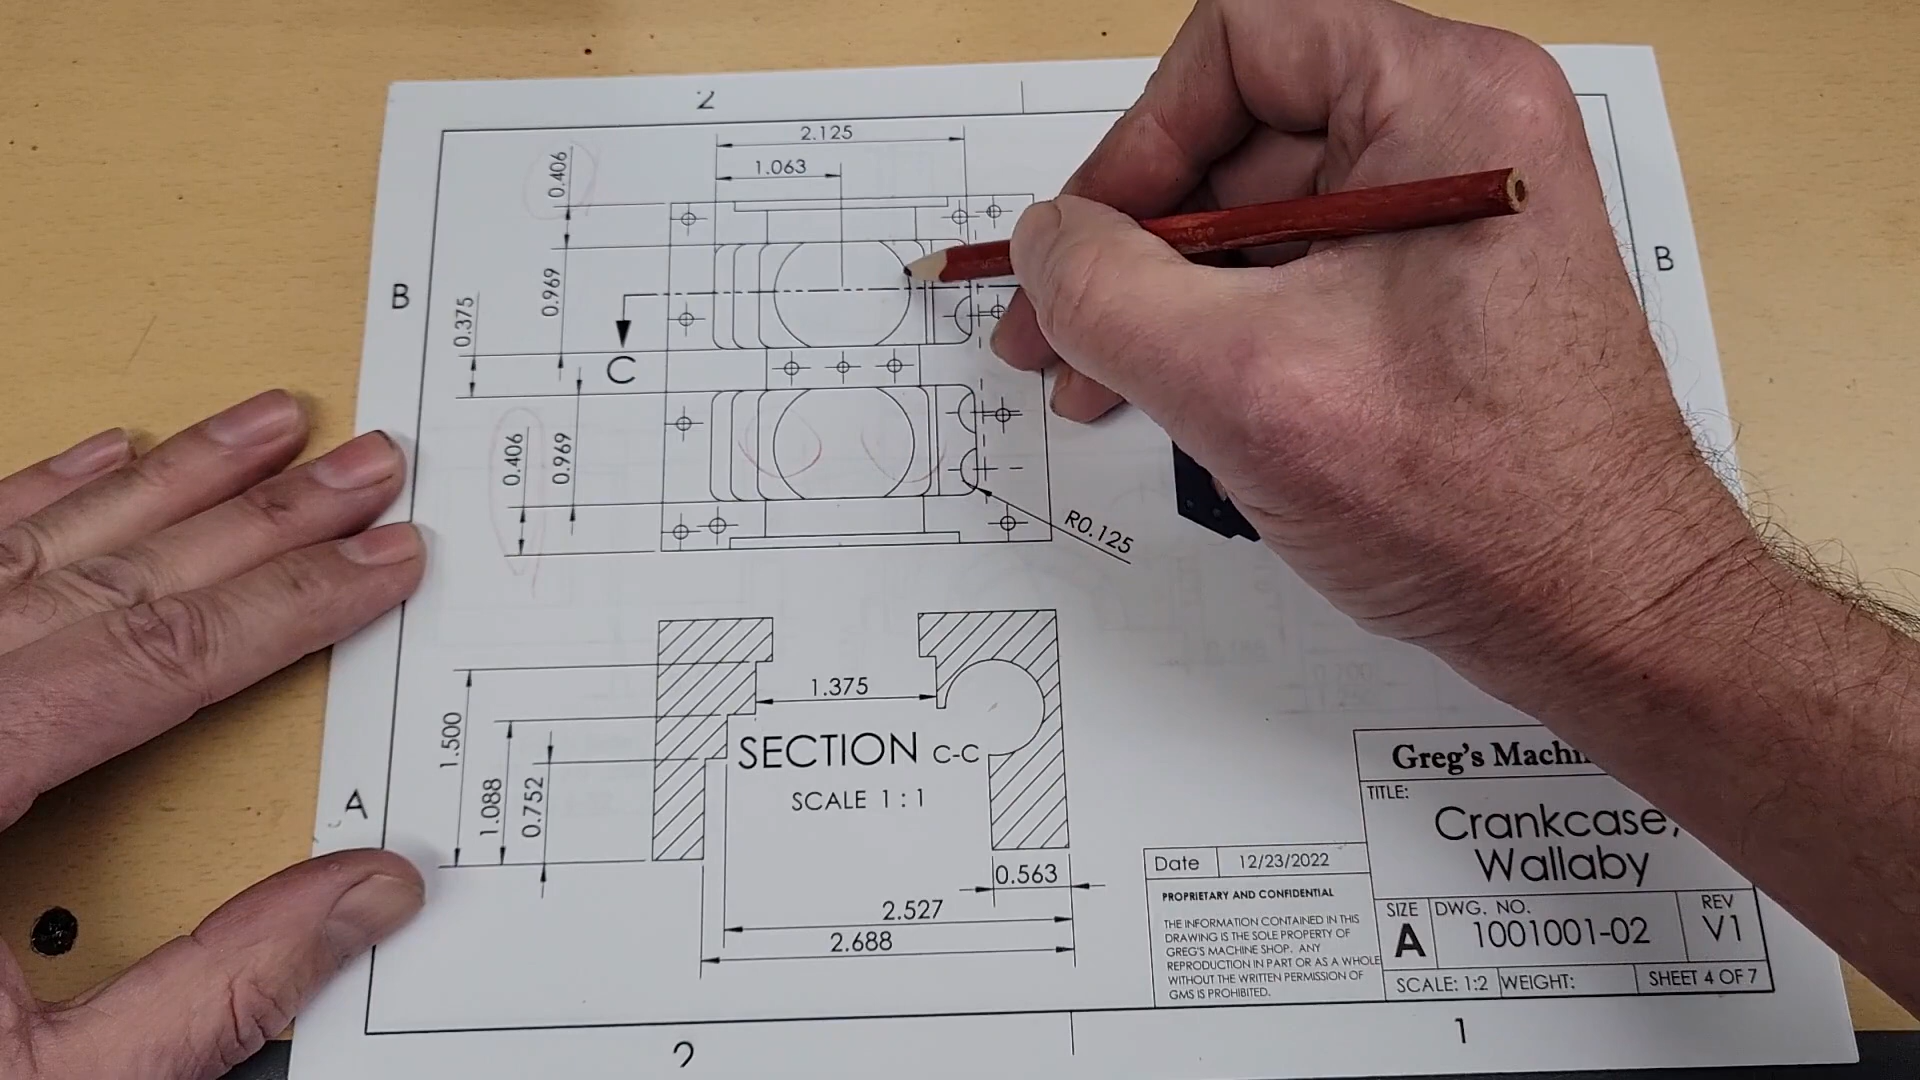 2
2.125
1.063
0.406
B
B
0.969
0.375
C
0.406
0.969
R0.125
1.375
SECTION C-C
SCALE 1 : 1
1.500
1.088
0.752
A
0.563
2.527
2.688
Greg's
TITLE:
Crankcase,
Wallaby
Date 12/23/2022
PROPRIETARY AND CONFIDENTIAL
THE INFORMATION CONTAINED IN THIS
DRAWING IS THE SOLE PROPERTY OF
GREG'S MACHINE SHOP. ANY
REPRODUCTION IN PART OR AS A WHOLE
WITHOUT THE WRITTEN PERMISSION OF
GMS IS PROHIBITED.
SIZE DWG. NO. REV
A 1001001-02 V1
SCALE: 1:2 WEIGHT: SHEET 4 OF 7
2
1